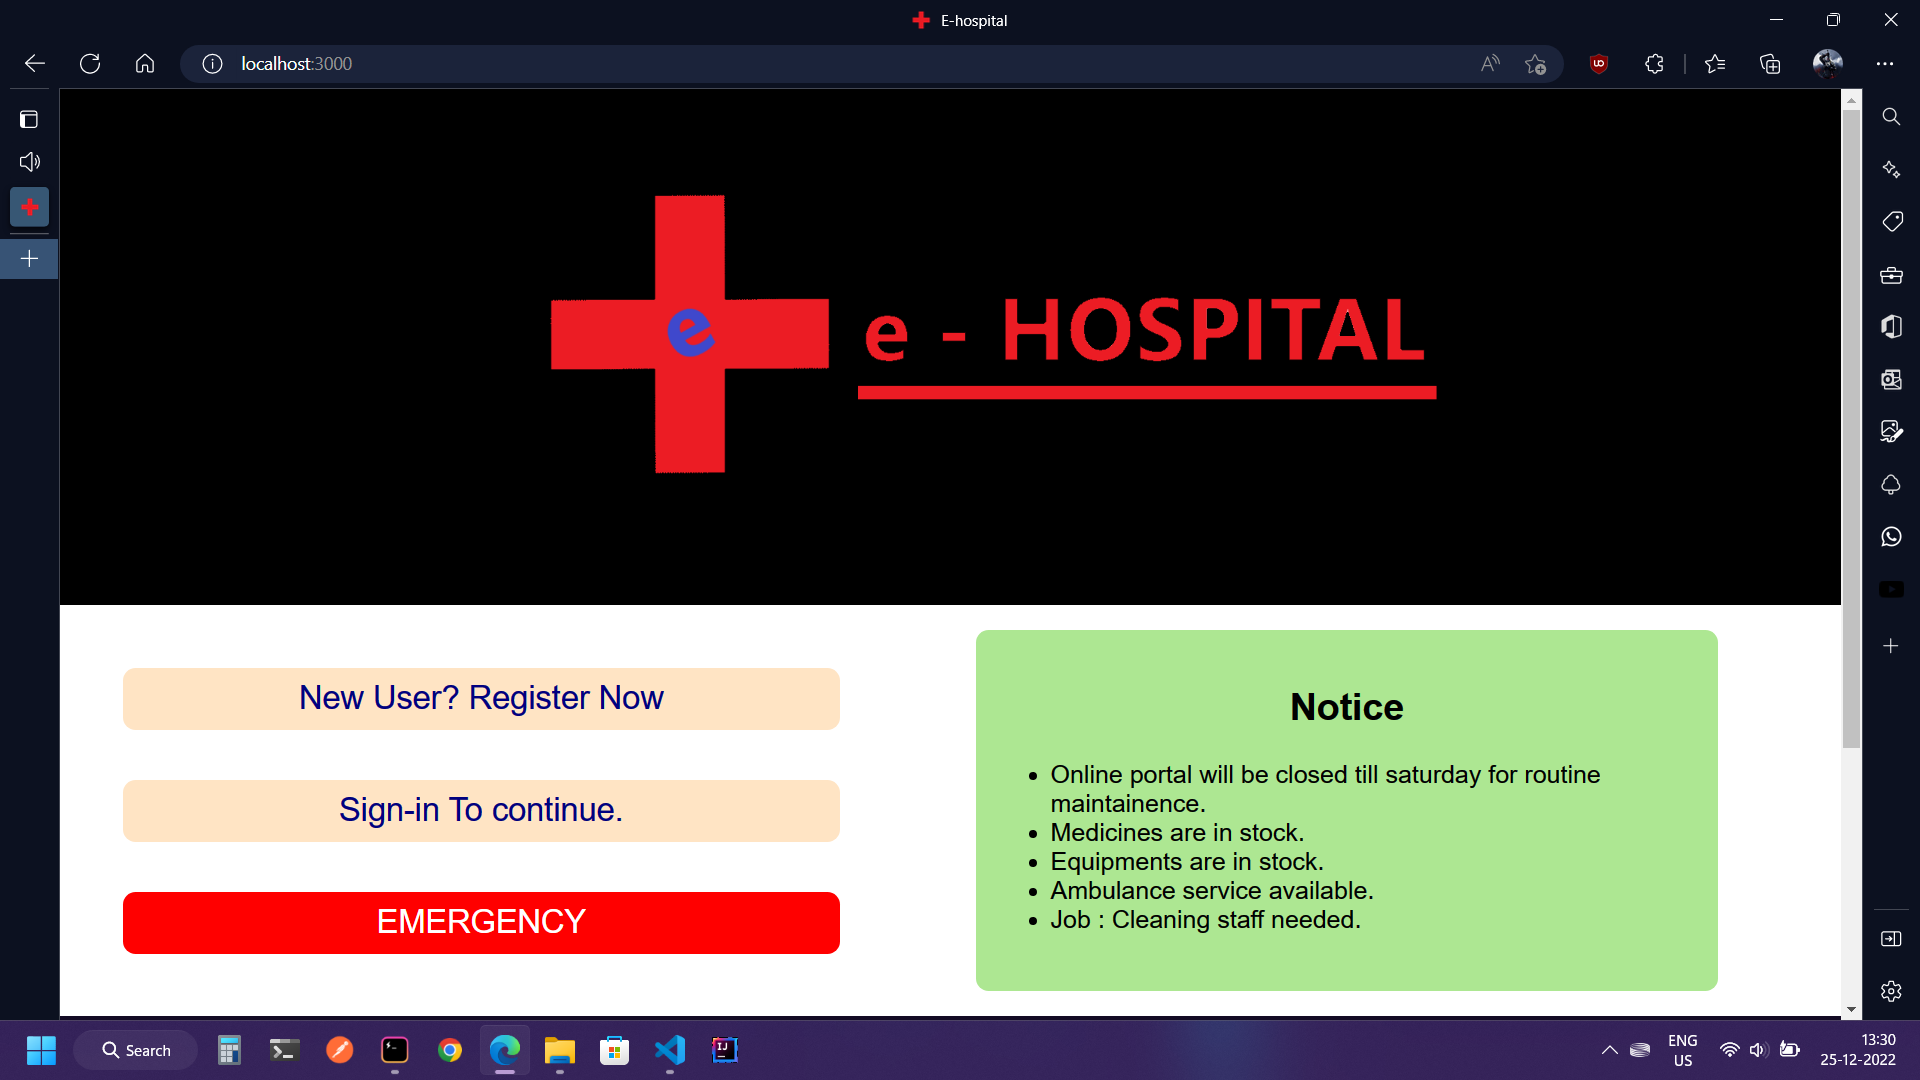 E-hospital
localhost:3000
e
e - HOSPITAL
New User? Register Now
Sign-in To continue.
EMERGENCY
Notice
• Online portal will be closed till saturday for routine
maintainence.
• Medicines are in stock.
• Equipments are in stock.
• Ambulance service available.
• Job : Cleaning staff needed.
Search
ENG
US
13:30
25-12-2022